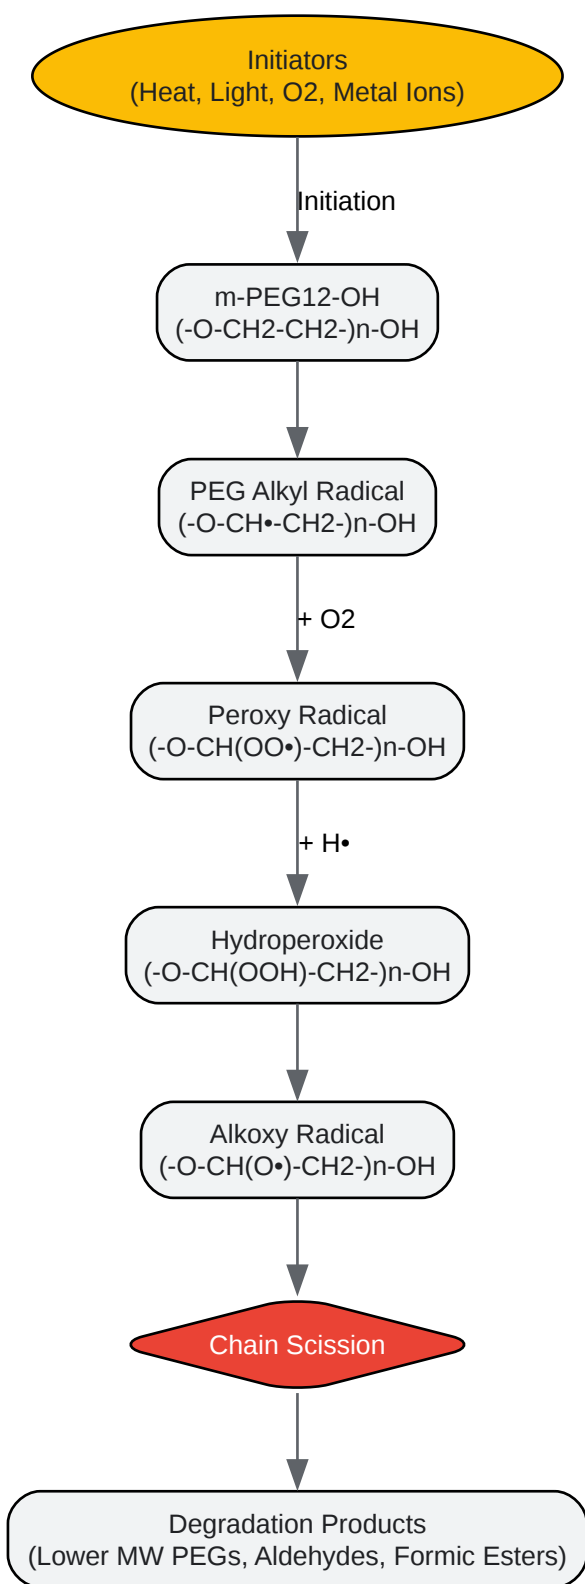 Initiators
(Heat, Light, O2, Metal Ions)
Initiation
m-PEG12-OH
(-O-CH2-CH2-)n-OH
PEG Alkyl Radical
(-O-CH•-CH2-)n-OH
+ O2
Peroxy Radical
(-O-CH(OO•)-CH2-)n-OH
+ H•
Hydroperoxide
(-O-CH(OOH)-CH2-)n-OH
Alkoxy Radical
(-O-CH(O•)-CH2-)n-OH
Chain Scission
Degradation Products
(Lower MW PEGs, Aldehydes, Formic Esters)